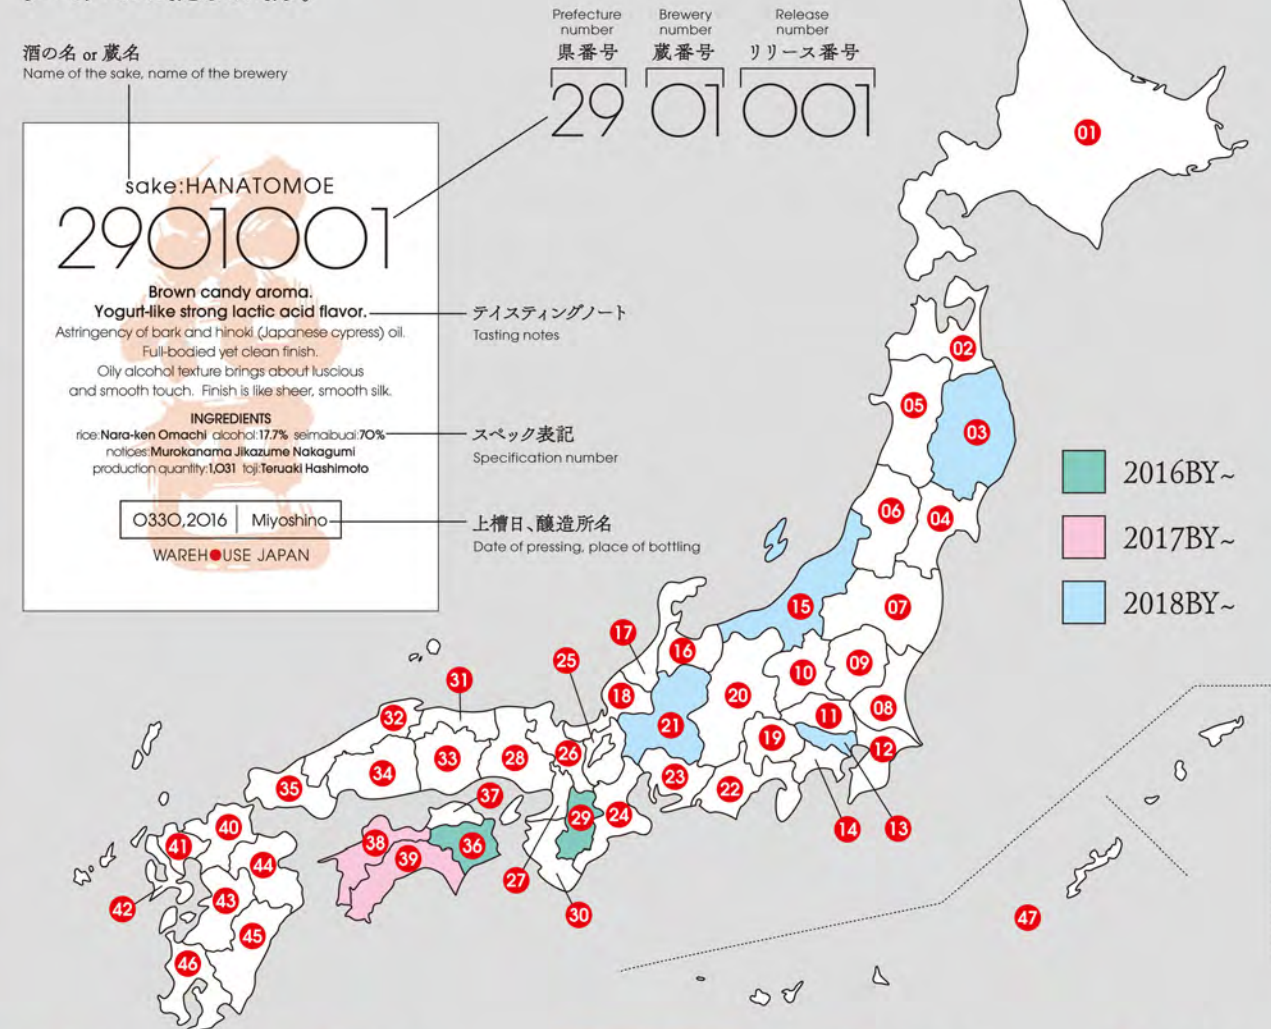 酒の名 or 蔵名
Name of the sake, name of the brewery
Prefecture number
県番号
29
Brewery number
蔵番号
01
Release number
リリース番号
001
sake:HANATOMOE
2901001
Brown candy aroma.
Yogurt-like strong lactic acid flavor.
Astringency of bark and hinoki (Japanese cypress) oil.
Full-bodied yet clean finish.
Oily alcohol texture brings about luscious
and smooth touch. Finish is like sheer, smooth silk.
INGREDIENTS
rice:Nara-ken Omachi alcohol:17.7% seimaibuai:70%
notices:Murokanama Jikazume Nakagumi
production quantity:1,031 toji:Teruaki Hashimoto
0330,2016 | Miyoshino
WAREHOUSE JAPAN
テイスティングノート
Tasting notes
スペック表記
Specification number
上槽日、醸造所名
Date of pressing, place of bottling
2016BY~
2017BY~
2018BY~
01
02
05
03
06
04
15
07
17
16
25
09
10
31
18
20
08
32
21
11
19
12
33
28
26
34
23
35
37
22
29
24
40
14
13
38
36
41
39
44
27
43
42
30
47
45
46